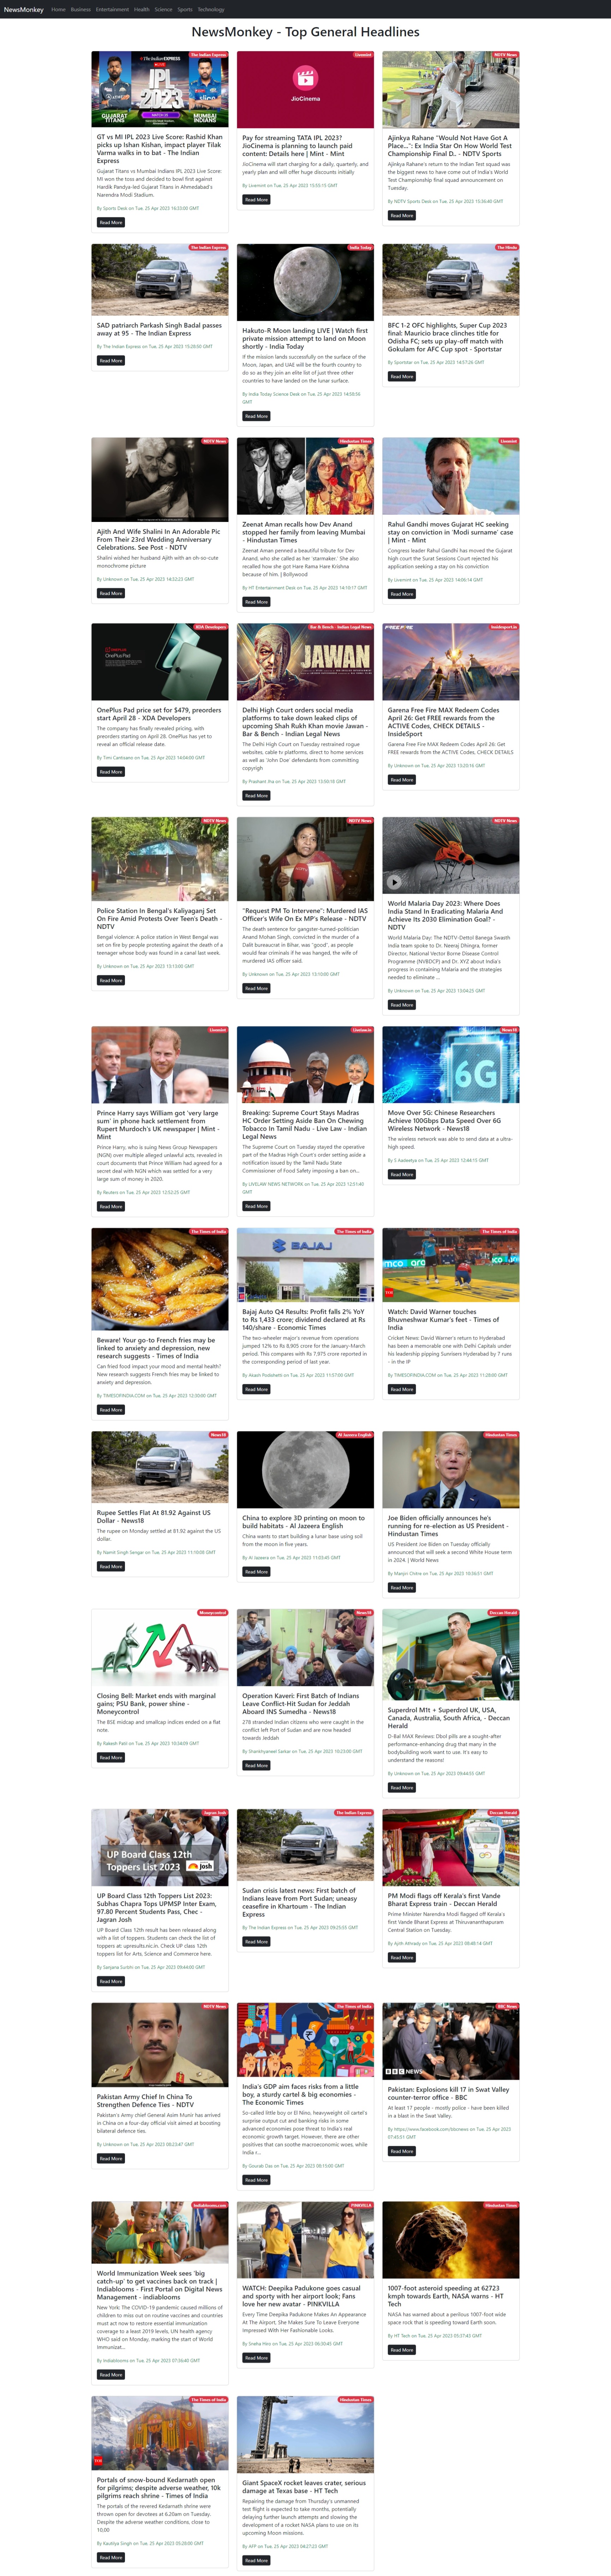 NewsMonkey Home Business Entertainment Health Science Sports Technology
NewsMonkey - Top General Headlines
The Indian Express
IPL
2023
GUJARAT
TITANS
MUMBAI
INDIANS
GT vs MI IPL 2023 Live Score: Rashid Khan
picks up Ishan Kishan, impact player Tilak
Varma walks in to bat - The Indian
Express
Gujarat Titans vs Mumbai Indians IPL 2023 Live Score:
MI won the toss and decided to bowl first against
Hardik Pandya-led Gujarat Titans in Ahmedabad's
Narendra Modi Stadium.
By Sports Desk on Tue, 25 Apr 2023 16:33:00 GMT
Read More
Livemint
JioCinema
Pay for streaming TATA IPL 2023?
JioCinema is planning to launch paid
content: Details here | Mint - Mint
JioCinema will start charging for a daily, quarterly, and
yearly plan and will offer huge discounts initially
By Livemint on Tue, 25 Apr 2023 15:55:15 GMT
Read More
NDTV News
Ajinkya Rahane "Would Not Have Got A
Place...": Ex India Star On How World Test
Championship Final D.. - NDTV Sports
Ajinkya Rahane's return to the Indian Test squad was
the biggest news to have come out of India's World
Test Championship final squad announcement on
Tuesday.
By NDTV Sports Desk on Tue, 25 Apr 2023 15:36:40 GMT
Read More
The Indian Express
SAD patriarch Parkash Singh Badal passes
away at 95 - The Indian Express
By The Indian Express on Tue, 25 Apr 2023 15:28:50 GMT
Read More
India Today
Hakuto-R Moon landing LIVE | Watch first
private mission attempt to land on Moon
shortly - India Today
If the mission lands successfully on the surface of the
Moon, Japan, and UAE will be the fourth country to
do so as they join an elite list of just three other
countries to have landed on the lunar surface.
By India Today Science Desk on Tue, 25 Apr 2023 14:58:56
GMT
Read More
The Hindu
BFC 1-2 OFC highlights, Super Cup 2023
final: Mauricio brace clinches title for
Odisha FC; sets up play-off match with
Gokulam for AFC Cup spot - Sportstar
By Sportstar on Tue, 25 Apr 2023 14:57:26 GMT
Read More
NDTV News
Ajith And Wife Shalini In An Adorable Pic
From Their 23rd Wedding Anniversary
Celebrations. See Post - NDTV
Shalini wished her husband Ajith with an oh-so-cute
monochrome picture
By Unknown on Tue, 25 Apr 2023 14:52:23 GMT
Read More
Hindustan Times
Zeenat Aman recalls how Dev Anand
stopped her family from leaving Mumbai
- Hindustan Times
Zeenat Aman penned a beautiful tribute for Dev
Anand, who she called as her 'starmaker'. She also
recalled how she got Hare Rama Hare Krishna
because of him. | Bollywood
By HT Entertainment Desk on Tue, 25 Apr 2023 14:16:17 GMT
Read More
Livemint
Rahul Gandhi moves Gujarat HC seeking
stay on conviction in 'Modi surname' case
| Mint - Mint
Congress leader Rahul Gandhi has moved the Gujarat
high court the Surat Sessions Court rejected his
application seeking a stay on his conviction
By Livemint on Tue, 25 Apr 2023 14:06:14 GMT
Read More
XDA Developers
OnePlus Pad
OnePlus Pad price set for $479, preorders
start April 28 - XDA Developers
The company has finally revealed pricing, with
preorders starting on April 28. OnePlus has yet to
reveal an official release date.
By Timi Cantisano on Tue, 25 Apr 2023 14:04:00 GMT
Read More
Bar & Bench - Indian Legal News
JAWAN
Delhi High Court orders social media
platforms to take down leaked clips of
upcoming Shah Rukh Khan movie Jawan -
Bar & Bench - Indian Legal News
The Delhi High Court on Tuesday restrained rogue
websites, cable tv platforms, direct to home services
as well as 'John Doe' defendants from committing
copyrigh
By Prashant Jha on Tue, 25 Apr 2023 13:50:18 GMT
Read More
Insidesport.In
FREE FIRE
Garena Free Fire MAX Redeem Codes
April 26: Get FREE rewards from the
ACTIVE Codes, CHECK DETAILS -
InsideSport
Garena Free Fire MAX Redeem Codes April 26: Get
FREE rewards from the ACTIVE Codes, CHECK DETAILS
By Unknown on Tue, 25 Apr 2023 13:20:16 GMT
Read More
NDTV News
Police Station In Bengal's Kaliyaganj Set
On Fire Amid Protests Over Teen's Death -
NDTV
Bengal violence: A police station in West Bengal was
set on fire by people protesting against the death of a
teenager whose body was found in a canal last week.
By Unknown on Tue, 25 Apr 2023 13:13:00 GMT
Read More
NDTV News
"Request PM To Intervene": Murdered IAS
Officer's Wife On Ex MP's Release - NDTV
The death sentence for gangster-turned-politician
Anand Mohan Singh, convicted in the murder of a
Dalit bureaucrat in Bihar, was "good", as people
would fear criminals if he was hanged, the wife of
murdered IAS officer said.
By Unknown on Tue, 25 Apr 2023 13:10:00 GMT
Read More
NDTV News
World Malaria Day 2023: Where Does
India Stand In Eradicating Malaria And
Achieve Its 2030 Elimination Goal? -
NDTV
World Malaria Day: The NDTV-Dettol Banega Swasth
India team spoke to Dr. Neeraj Dhingra, former
Director, National Vector Borne Disease Control
Programme (NVBDCP) and Dr. XYZ about India's
progress in containing Malaria and the strategies
needed to eliminate ...
By Unknown on Tue, 25 Apr 2023 13:04:25 GMT
Read More
Livemint
Prince Harry says William got 'very large
sum' in phone hack settlement from
Rupert Murdoch's UK newspaper | Mint -
Mint
Prince Harry, who is suing News Group Newspapers
(NGN) over multiple alleged unlawful acts, revealed in
court documents that Prince William had agreed for a
secret deal with NGN which was settled for a very
large sum of money in 2020.
By Reuters on Tue, 25 Apr 2023 12:52:25 GMT
Read More
Livelaw.in
Breaking: Supreme Court Stays Madras
HC Order Setting Aside Ban On Chewing
Tobacco In Tamil Nadu - Live Law - Indian
Legal News
The Supreme Court on Tuesday stayed the operative
part of the Madras High Court's order setting aside a
notification issued by the Tamil Nadu State
Commissioner of Food Safety imposing a ban on...
By LIVELAW NEWS NETWORK on Tue, 25 Apr 2023 12:51:40
GMT
Read More
News18
6G
Move Over 5G: Chinese Researchers
Achieve 100Gbps Data Speed Over 6G
Wireless Network - News18
The wireless network was able to send data at a ultra-
high speed.
By S Aadeetya on Tue, 25 Apr 2023 12:44:15 GMT
Read More
The Times of India
Beware! Your go-to French fries may be
linked to anxiety and depression, new
research suggests - Times of India
Can fried food impact your mood and mental health?
New research suggests French fries may be linked to
anxiety and depression.
By TIMESOFINDIA.COM on Tue, 25 Apr 2023 12:30:00 GMT
Read More
The Times of India
BAJAJ
Bajaj Auto Q4 Results: Profit falls 2% YoY
to Rs 1,433 crore; dividend declared at Rs
140/share - Economic Times
The two-wheeler major's revenue from operations
jumped 12% to Rs 8,905 crore for the January-March
period. This compares with Rs 7,975 crore reported in
the corresponding period of last year.
By Akash Podishetti on Tue, 25 Apr 2023 11:57:00 GMT
Read More
The Times of India
TOI
Watch: David Warner touches
Bhuvneshwar Kumar's feet - Times of
India
Cricket News: David Warner's return to Hyderabad
has been a memorable one with Delhi Capitals under
his leadership pipping Sunrisers Hyderabad by 7 runs
- in the IP
By TIMESOFINDIA.COM on Tue, 25 Apr 2023 11:28:00 GMT
Read More
News18
Rupee Settles Flat At 81.92 Against US
Dollar - News18
The rupee on Monday settled at 81.92 against the US
dollar.
By Namit Singh Sengar on Tue, 25 Apr 2023 11:19:08 GMT
Read More
Al Jazeera English
China to explore 3D printing on moon to
build habitats - Al Jazeera English
China wants to start building a lunar base using soil
from the moon in five years.
By Al Jazeera on Tue, 25 Apr 2023 11:05:45 GMT
Read More
Hindustan Times
Joe Biden officially announces he's
running for re-election as US President -
Hindustan Times
US President Joe Biden on Tuesday officially
announced that will seek a second White House term
in 2024. | World News
By Manjiri Chitre on Tue, 25 Apr 2023 10:56:51 GMT
Read More
Moneycontrol
Closing Bell: Market ends with marginal
gains; PSU Bank, power shine -
Moneycontrol
The BSE midcap and smallcap indices ended on a flat
note.
By Rakesh Patil on Tue, 25 Apr 2023 10:54:09 GMT
Read More
News18
Operation Kaveri: First Batch of Indians
Leave Conflict-Hit Sudan for Jeddah
Aboard INS Sumedha - News18
278 stranded Indian citizens who were caught in the
conflict left Port of Sudan and are now headed
towards Jeddah
By Shankhyaneel Sarkar on Tue, 25 Apr 2023 10:23:00 GMT
Read More
Deccan Herald
Superdrol M1t + Superdrol UK, USA,
Canada, Australia, South Africa, - Deccan
Herald
D-Bal MAX Reviews: Dbol pills are a sought-after
performance-enhancing drug that many in the
bodybuilding work want to use. It's easy to
understand the reasons!
By Unknown on Tue, 25 Apr 2023 09:44:55 GMT
Read More
Jagran Josh
UP Board Class 12th
Toppers List 2023
josh
UP Board Class 12th Toppers List 2023:
Subhas Chapra Tops UPMSP Inter Exam,
97.80 Percent Students Pass, Chec -
Jagran Josh
UP Board Class 12th result has been released along
with a list of toppers. Students can check the list of
toppers at: upresults.nic.in. Check UP class 12th
toppers list for Arts, Science and Commerce here.
By Sanjana Surbhi on Tue, 25 Apr 2023 09:44:00 GMT
Read More
The Indian Express
Sudan crisis latest news: First batch of
Indians leave from Port Sudan; uneasy
ceasefire in Khartoum - The Indian
Express
By The Indian Express on Tue, 25 Apr 2023 09:25:55 GMT
Read More
Deccan Herald
PM Modi flags off Kerala's first Vande
Bharat Express train - Deccan Herald
Prime Minister Narendra Modi flagged off Kerala's
first Vande Bharat Express at Thiruvananthapuram
Central Station on Tuesday.
By Ajith Athrady on Tue, 25 Apr 2023 08:48:14 GMT
Read More
NDTV News
Pakistan Army Chief In China To
Strengthen Defence Ties - NDTV
Pakistan's Army chief General Asim Munir has arrived
in China on a four-day official visit aimed at boosting
bilateral defence ties.
By Unknown on Tue, 25 Apr 2023 08:23:47 GMT
Read More
The Times of India
India's GDP aim faces risks from a little
boy, a sturdy cartel & big economies -
The Economic Times
So-called little boy or El Nino, heavyweight oil cartel's
surprise output cut and banking risks in some
advanced economies pose threat to India's real
economic growth target. However, there are other
positives that can soothe macroeconomic woes, while
India r...
By Gourab Das on Tue, 25 Apr 2023 08:15:00 GMT
Read More
BBC News
BBC NEWS
Pakistan: Explosions kill 17 in Swat Valley
counter-terror office - BBC
At least 17 people - mostly police - have been killed
in a blast in the Swat Valley.
By https://www.facebook.com/bbcnews on Tue, 25 Apr 2023
07:45:51 GMT
Read More
Indiablooms.com
World Immunization Week sees 'big
catch-up' to get vaccines back on track |
Indiablooms - First Portal on Digital News
Management - indiablooms
New York: The COVID-19 pandemic caused millions of
children to miss out on routine vaccines and countries
must act now to restore essential immunization
coverage to a least 2019 levels, UN health agency
WHO said on Monday, marking the start of World
Immunizat...
By Indiablooms on Tue, 25 Apr 2023 07:36:40 GMT
Read More
PINKVILLA
WATCH: Deepika Padukone goes casual
and sporty with her airport look; Fans
love her new avatar - PINKVILLA
Every Time Deepika Padukone Makes An Appearance
At The Airport, She Makes Sure To Leave Everyone
Impressed With Her Fashionable Looks.
By Sneha Hiro on Tue, 25 Apr 2023 06:30:45 GMT
Read More
Hindustan Times
1007-foot asteroid speeding at 62723
kmph towards Earth, NASA warns - HT
Tech
NASA has warned about a perilous 1007-foot wide
space rock that is speeding toward Earth soon.
By HT Tech on Tue, 25 Apr 2023 05:37:45 GMT
Read More
The Times of India
TOI
Portals of snow-bound Kedarnath open
for pilgrims; despite adverse weather, 10k
pilgrims reach shrine - Times of India
The portals of the revered Kedarnath shrine were
thrown open for devotees at 6.20am on Tuesday.
Despite the adverse weather conditions, close to
10,00
By Kautilya Singh on Tue, 25 Apr 2023 05:28:00 GMT
Read More
Hindustan Times
Giant SpaceX rocket leaves crater, serious
damage at Texas base - HT Tech
Repairing the damage from Thursday's unmanned
test flight is expected to take months, potentially
delaying further launch attempts and slowing the
development of a rocket NASA plans to use on its
upcoming Moon missions.
By AFP on Tue, 25 Apr 2023 04:27:22 GMT
Read More